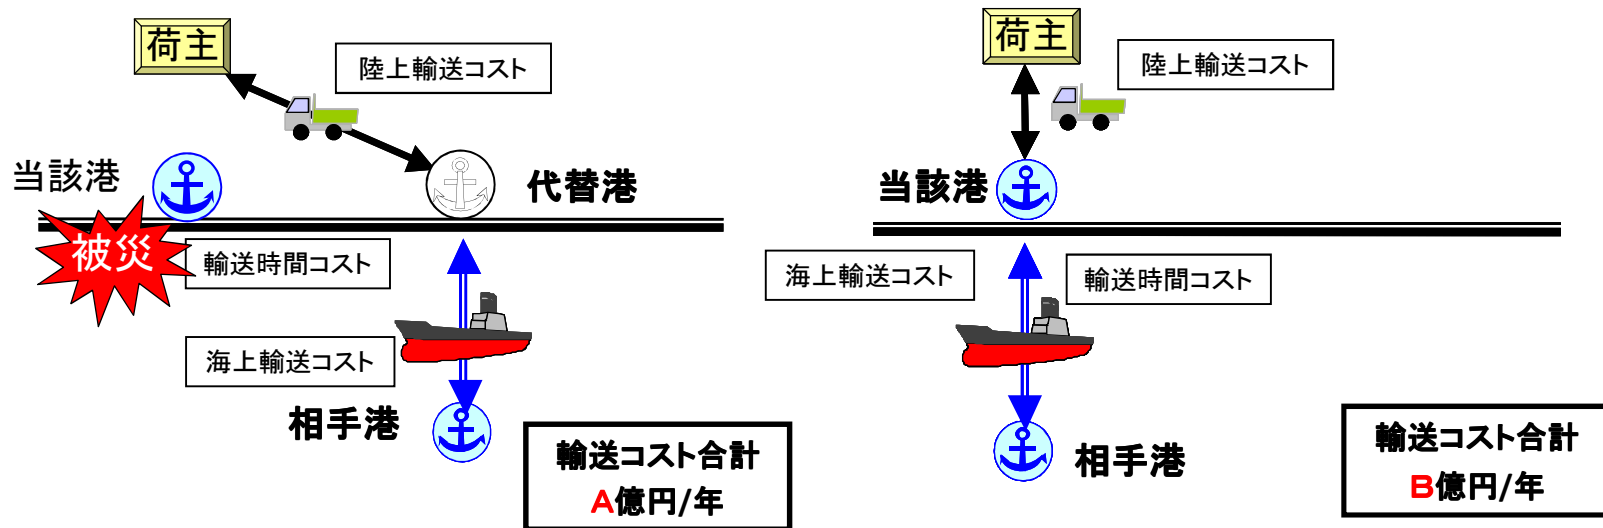 荷主
陸上輸送コスト
当該港
代替港
被災
輸送時間コスト
海上輸送コスト
相手港
輸送コスト合計
A億円/年
荷主
陸上輸送コスト
当該港
海上輸送コスト
輸送時間コスト
相手港
輸送コスト合計
B億円/年